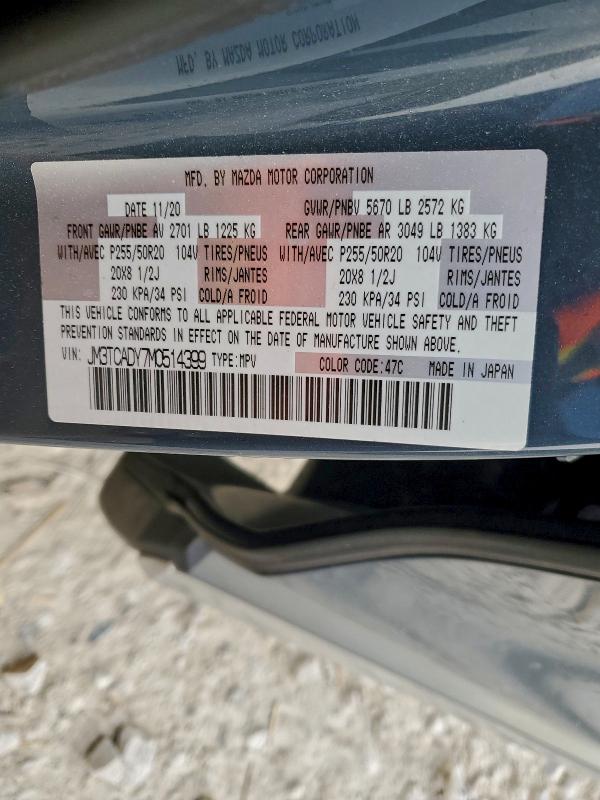 MFD. BY MAZDA MOTOR CORPORATION
DATE 11/20 GVWR/PNBV 5670 LB 2572 KG
FRONT GAWR/PNBE AV 2701 LB 1225 KG REAR GAWR/PNBE AR 3049 LB 1383 KG
WITH/AVEC P255/50R20 104V TIRES/PNEUS WITH/AVEC P255/50R20 104V TIRES/PNEUS
20X8 1/2J RIMS/JANTES 20X8 1/2J RIMS/JANTES
230 KPA/34 PSI COLD/A FROID 230 KPA/34 PSI COLD/A FROID
THIS VEHICLE CONFORMS TO ALL APPLICABLE FEDERAL MOTOR VEHICLE SAFETY AND THEFT
PREVENTION STANDARDS IN EFFECT ON THE DATE OF MANUFACTURE SHOWN ABOVE.
VIN: JM3TCADY7M0514399 TYPE:MPV COLOR CODE:47C MADE IN JAPAN